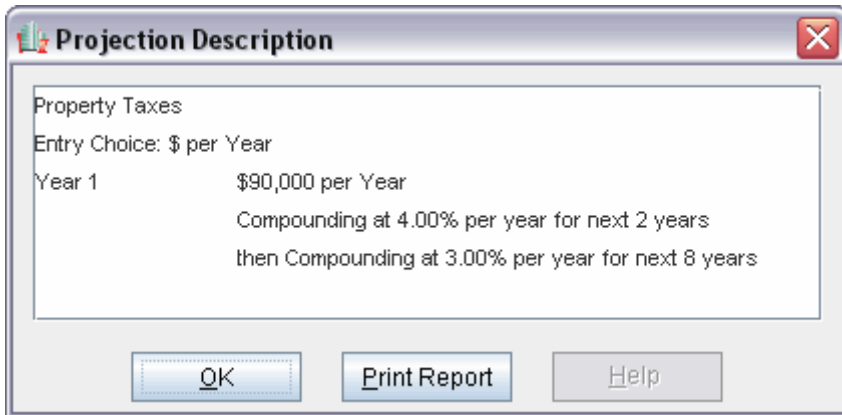 Projection Description
Property Taxes
Entry Choice: $ per Year
Year 1 $90,000 per Year
Compounding at 4.00% per year for next 2 years
then Compounding at 3.00% per year for next 8 years
OK Print Report Help